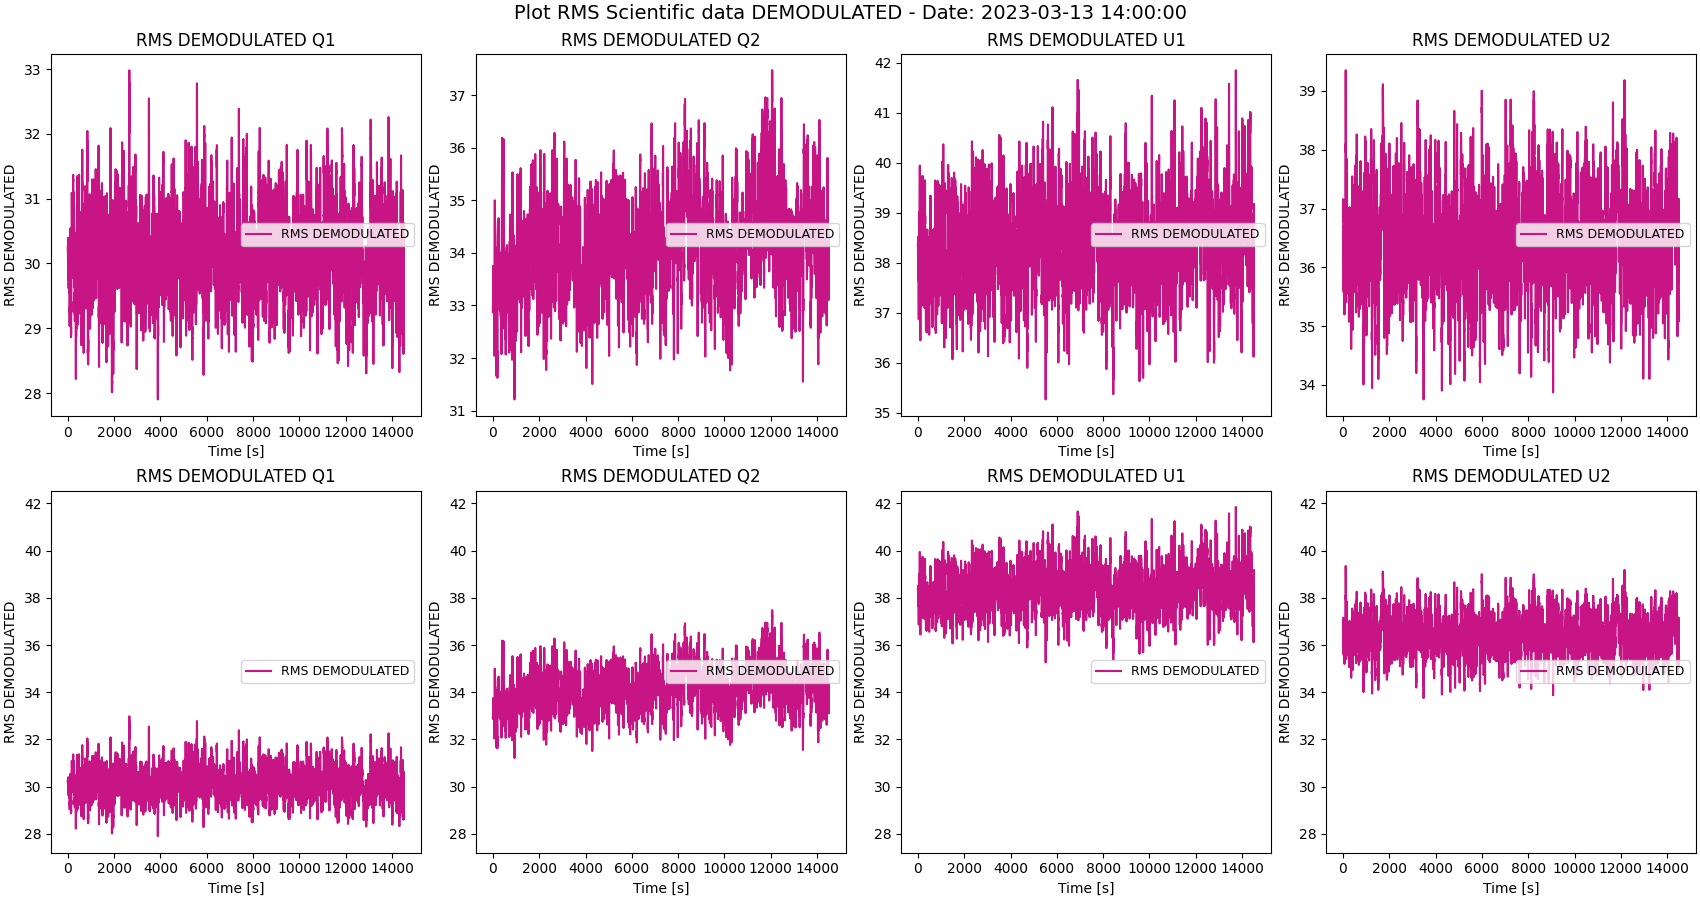 Plot RMS Scientific data DEMODULATED - Date: 2023-03-13 14:00:00
RMS DEMODULATED Q1
33
32
31
30
29
28
RMS DEMODULATED
RMS DEMODULATED
0 2000 4000 6000 8000 10000 12000 14000
Time [s]
RMS DEMODULATED Q2
37
36
35
34
33
32
31
RMS DEMODULATED
RMS DEMODULATED
0 2000 4000 6000 8000 10000 12000 14000
Time [s]
RMS DEMODULATED U1
42
41
40
39
38
37
36
35
RMS DEMODULATED
RMS DEMODULATED
0 2000 4000 6000 8000 10000 12000 14000
Time [s]
RMS DEMODULATED U2
39
38
37
36
35
34
RMS DEMODULATED
RMS DEMODULATED
0 2000 4000 6000 8000 10000 12000 14000
Time [s]
RMS DEMODULATED Q1
42
40
38
36
34
32
30
28
RMS DEMODULATED
RMS DEMODULATED
0 2000 4000 6000 8000 10000 12000 14000
Time [s]
RMS DEMODULATED Q2
42
40
38
36
34
32
30
28
RMS DEMODULATED
RMS DEMODULATED
0 2000 4000 6000 8000 10000 12000 14000
Time [s]
RMS DEMODULATED U1
42
40
38
36
34
32
30
28
RMS DEMODULATED
RMS DEMODULATED
0 2000 4000 6000 8000 10000 12000 14000
Time [s]
RMS DEMODULATED U2
42
40
38
36
34
32
30
28
RMS DEMODULATED
RMS DEMODULATED
0 2000 4000 6000 8000 10000 12000 14000
Time [s]